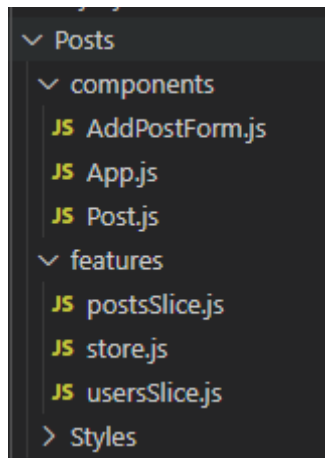 Posts
components
JS AddPostForm.js
JS App.js
JS Post.js
features
JS postsSlice.js
JS store.js
JS usersSlice.js
Styles